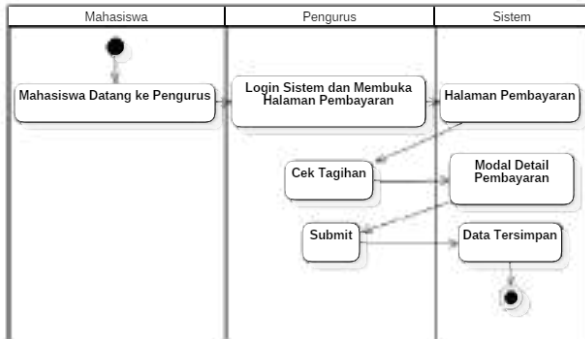 Mahasiswa
Pengurus
Sistem
Mahasiswa Datang ke Pengurus
Login Sistem dan Membuka
Halaman Pembayaran
Halaman Pembayaran
Cek Tagihan
Modal Detail
Pembayaran
Submit
Data Tersimpan